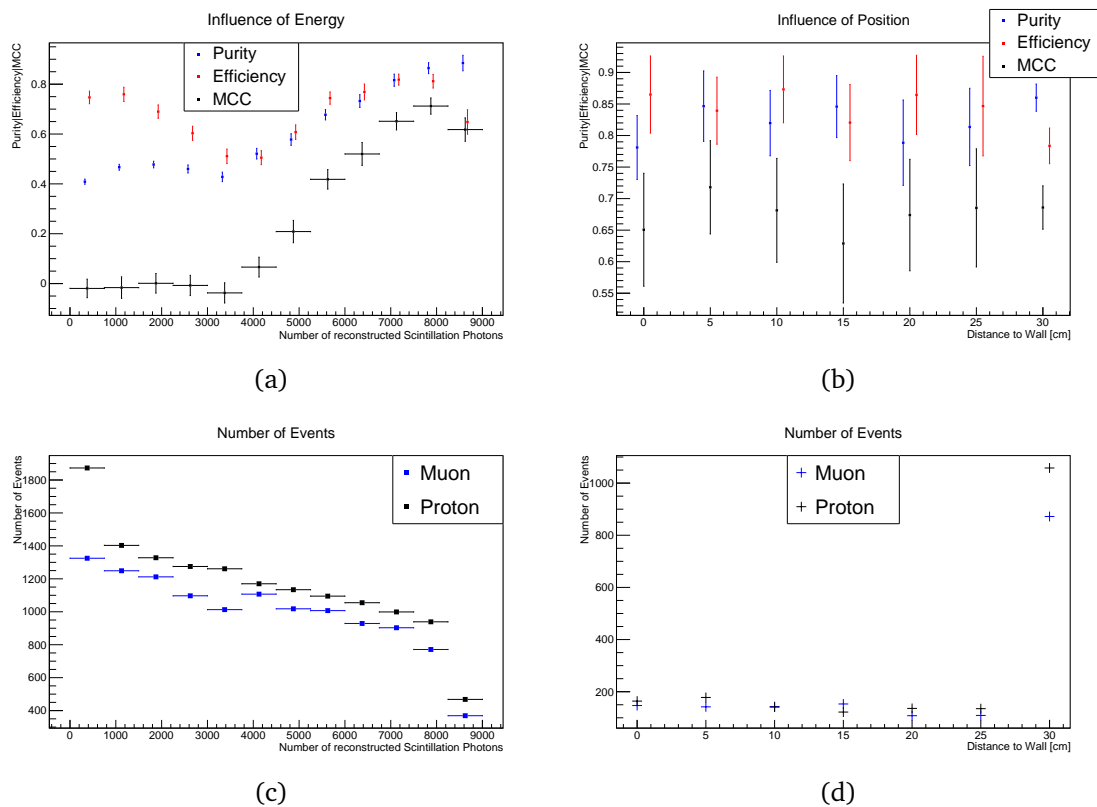 Influence of Energy
Purity|Efficiency|MCC
Purity
Efficiency
MCC
0.8
0.6
0.4
0.2
0
0 1000 2000 3000 4000 5000 6000 7000 8000 9000
Number of reconstructed Scintillation Photons
(a)
Influence of Position
Purity|Efficiency|MCC
Purity
Efficiency
MCC
0.9
0.85
0.8
0.75
0.7
0.65
0.6
0.55
0 5 10 15 20 25 30
Distance to Wall [cm]
(b)
Number of Events
Number of Events
Muon
Proton
1800
1600
1400
1200
1000
800
600
400
0 1000 2000 3000 4000 5000 6000 7000 8000 9000
Number of reconstructed Scintillation Photons
(c)
Number of Events
Number of Events
Muon
Proton
1000
800
600
400
200
0 5 10 15 20 25 30
Distance to Wall [cm]
(d)